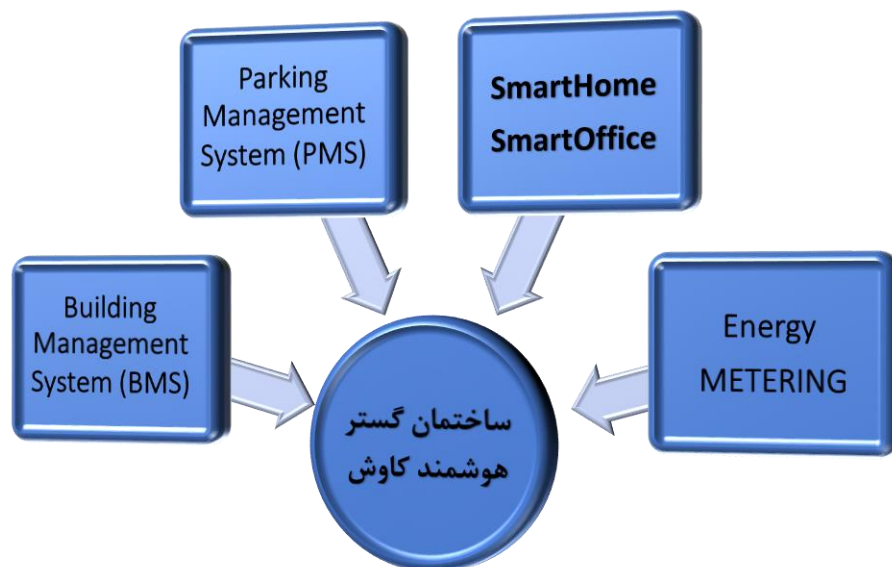 Parking
Management
System (PMS)
SmartHome
SmartOffice
Building
Management
System (BMS)
Energy
METERING
ساختمان گستر
هوشمند کاوش